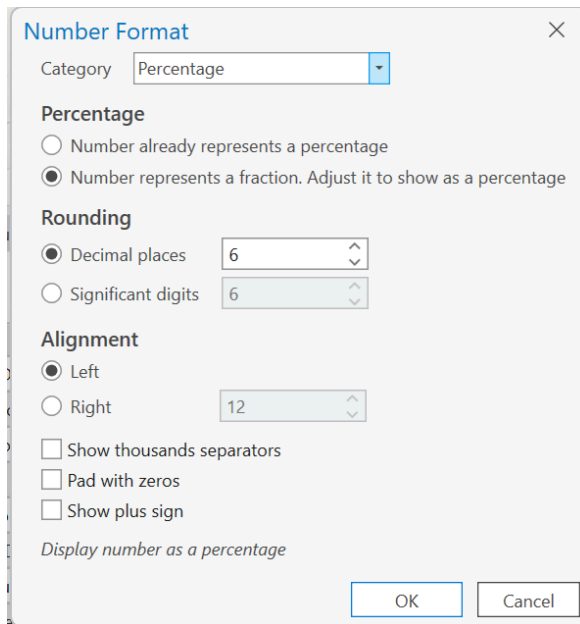 Number Format
Category Percentage
Percentage
Number already represents a percentage
Number represents a fraction. Adjust it to show as a percentage
Rounding
Decimal places 6
Significant digits 6
Alignment
Left
Right 12
Show thousands separators
Pad with zeros
Show plus sign
Display number as a percentage
OK Cancel